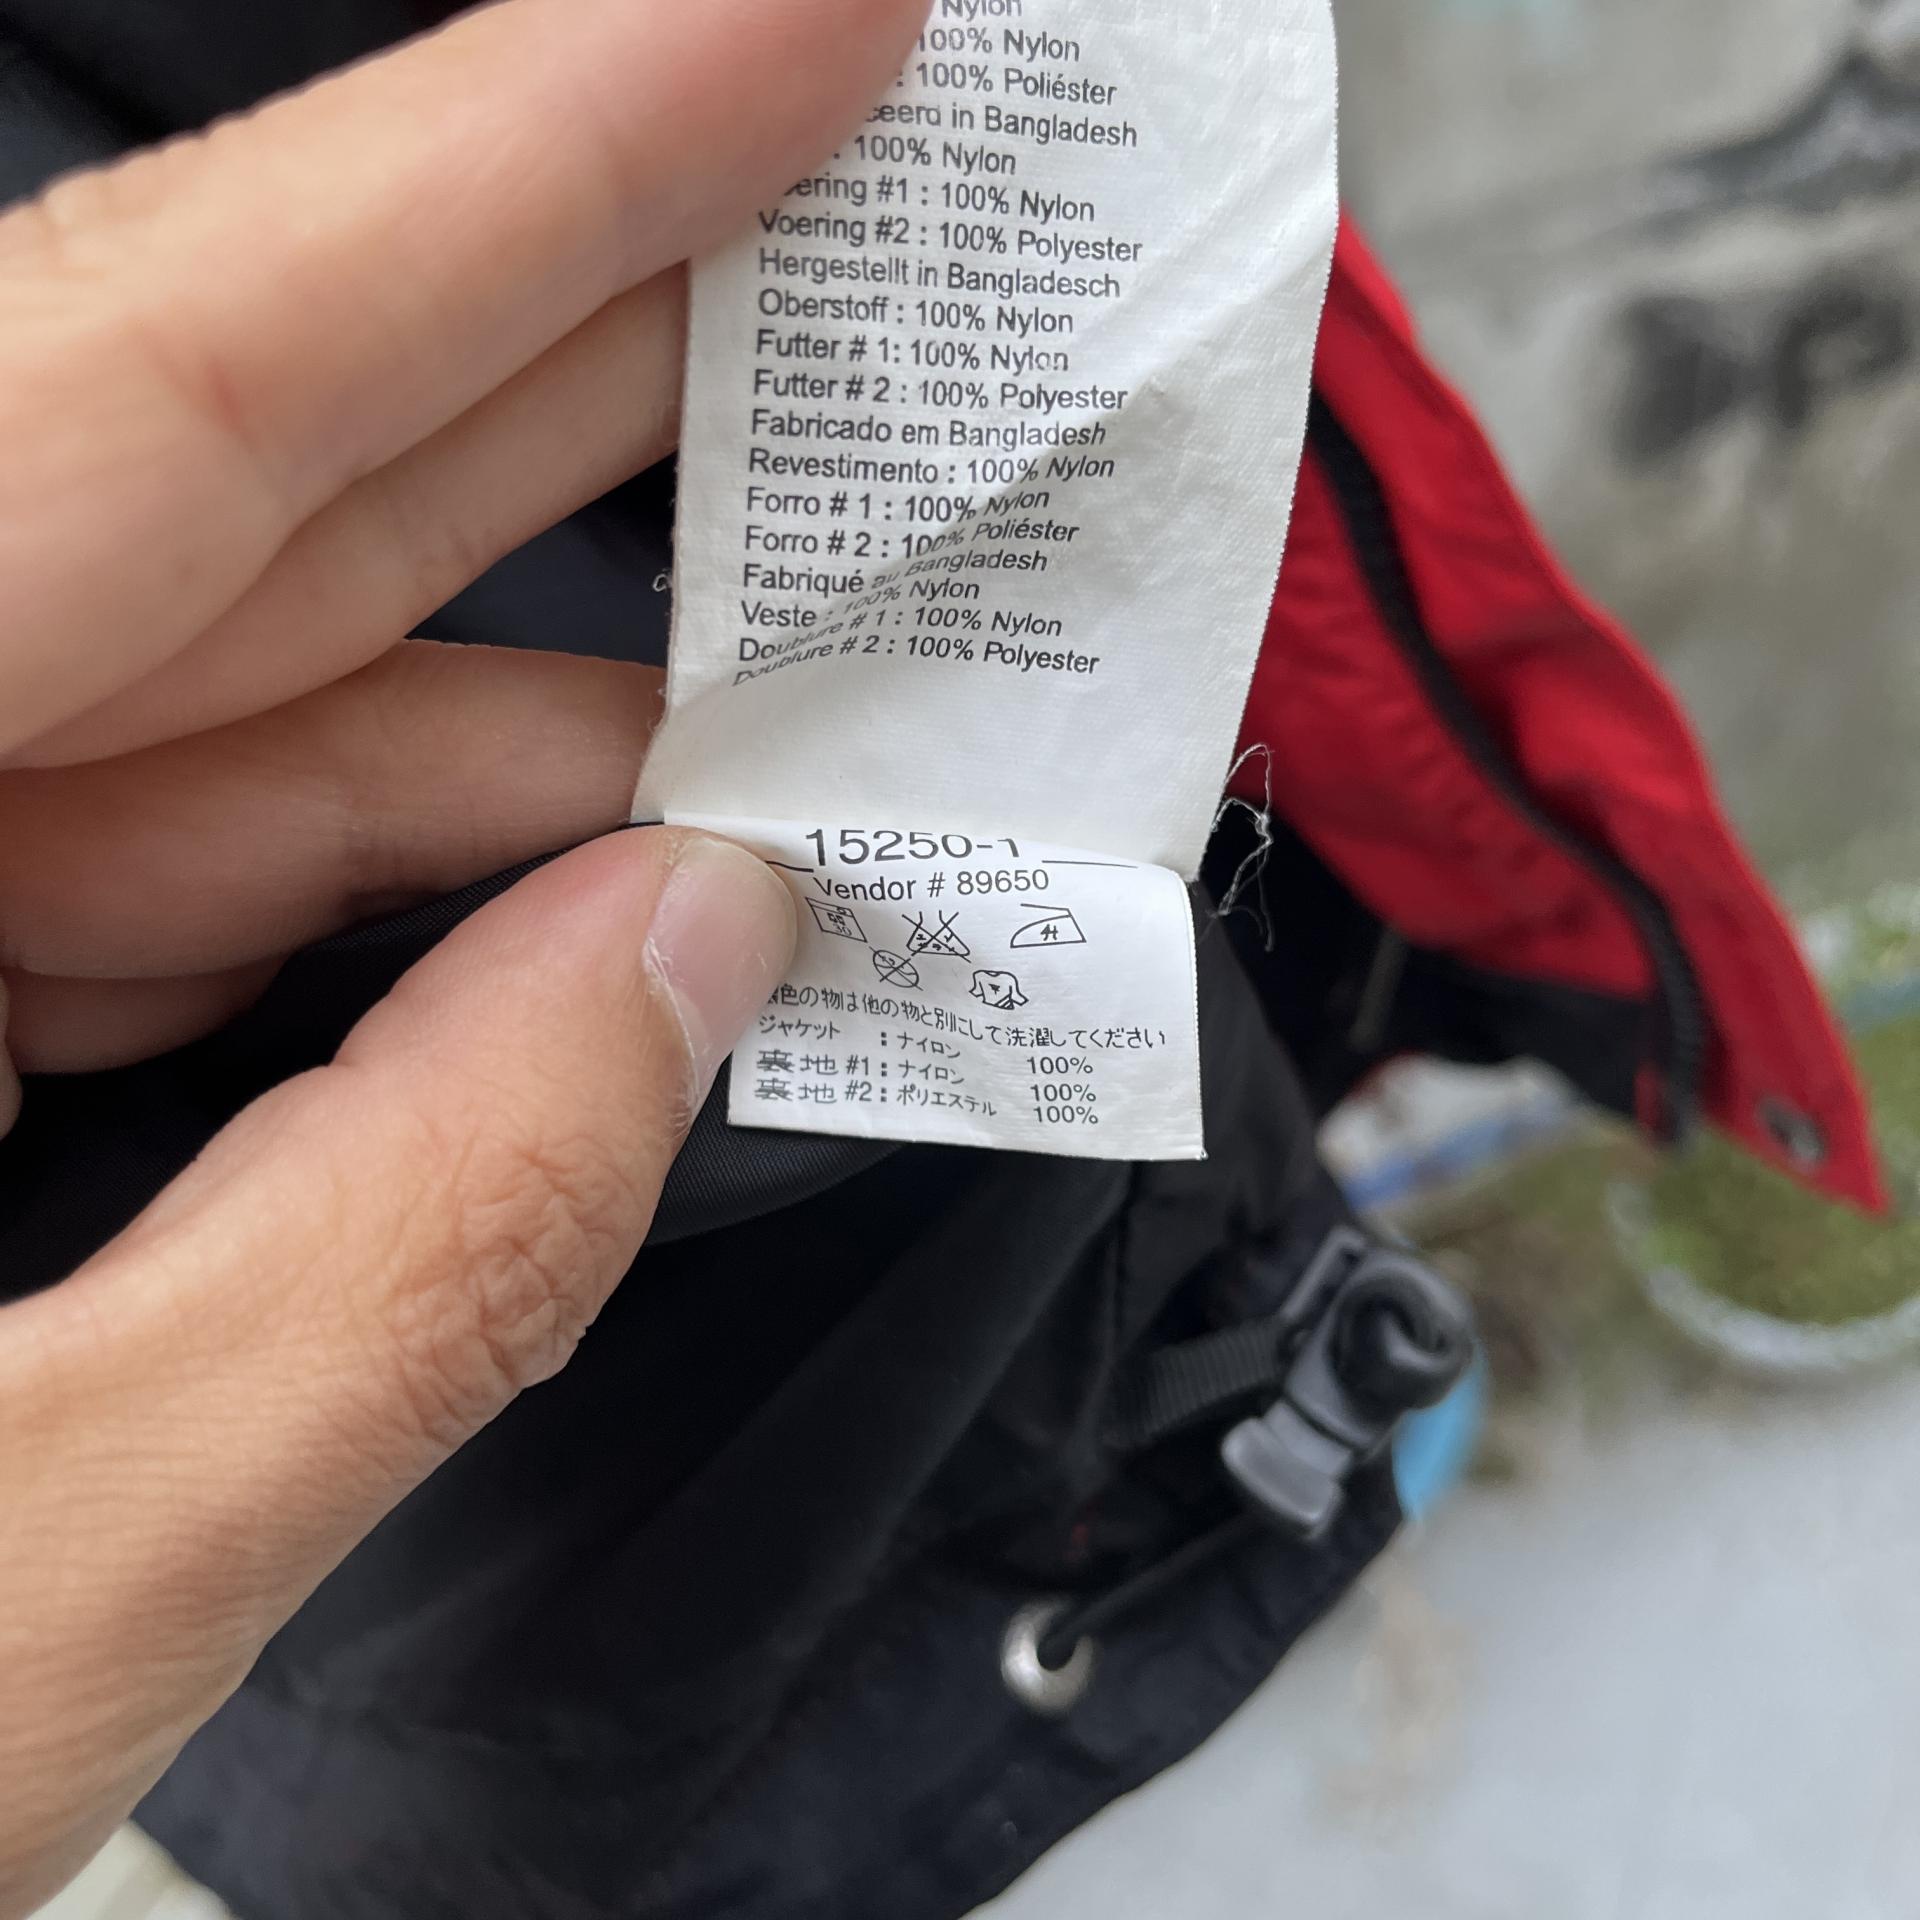 Nylon
100% Nylon
: 100% Poliéster
in Bangladesh
: 100% Nylon
#1 : 100% Nylon
Voering #2 : 100% Polyester
Hergestellt in Bangladesch
Oberstoff : 100% Nylon
Futter # 1: 100% Nylon
Futter # 2 : 100% Polyester
Fabricado em Bangladesh
Revestimento : 100% Nylon
Forro # 1 : 100% Nylon
Forro # 2 : 100% Poliéster
Fabriqué au Bangladesh
Veste : 100% Nylon
Doublure # 1 : 100% Nylon
Doublure # 2 : 100% Polyester
15250-1
Vendor # 89650
30
色の物は他の物と別にして洗濯してください
ジャケット : ナイロン 100%
裏地 #1 : ナイロン 100%
裏地 #2 : ポリエステル 100%